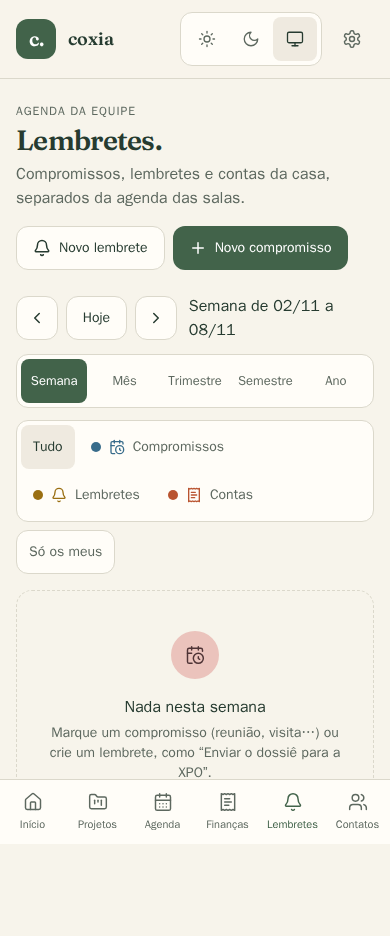 c. coxia
AGENDA DA EQUIPE
Lembretes.
Compromissos, lembretes e contas da casa,
separados da agenda das salas.
Novo lembrete
Novo compromisso
Hoje
Semana de 02/11 a
08/11
Semana Mês Trimestre Semestre Ano
Tudo Compromissos
Lembretes Contas
Só os meus
Nada nesta semana
Marque um compromisso (reunião, visita…) ou
crie um lembrete, como “Enviar o dossiê para a
XPO”.
Início Projetos Agenda Finanças Lembretes Contatos